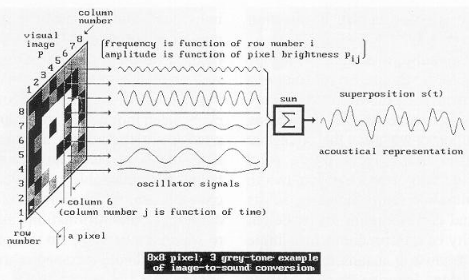 column
number
visual
image
P
1 2 3 4 5 6 7 8
frequency is function of row number i
amplitude is function of pixel brightness Pij
8
7
6
5
4
3
2
1
sum
Σ
superposition s(t)
acoustical representation
oscillator signals
column 6
(column number j is function of time)
row
number
a pixel
8x8 pixel, 3 grey-tone example
of image-to-sound conversion